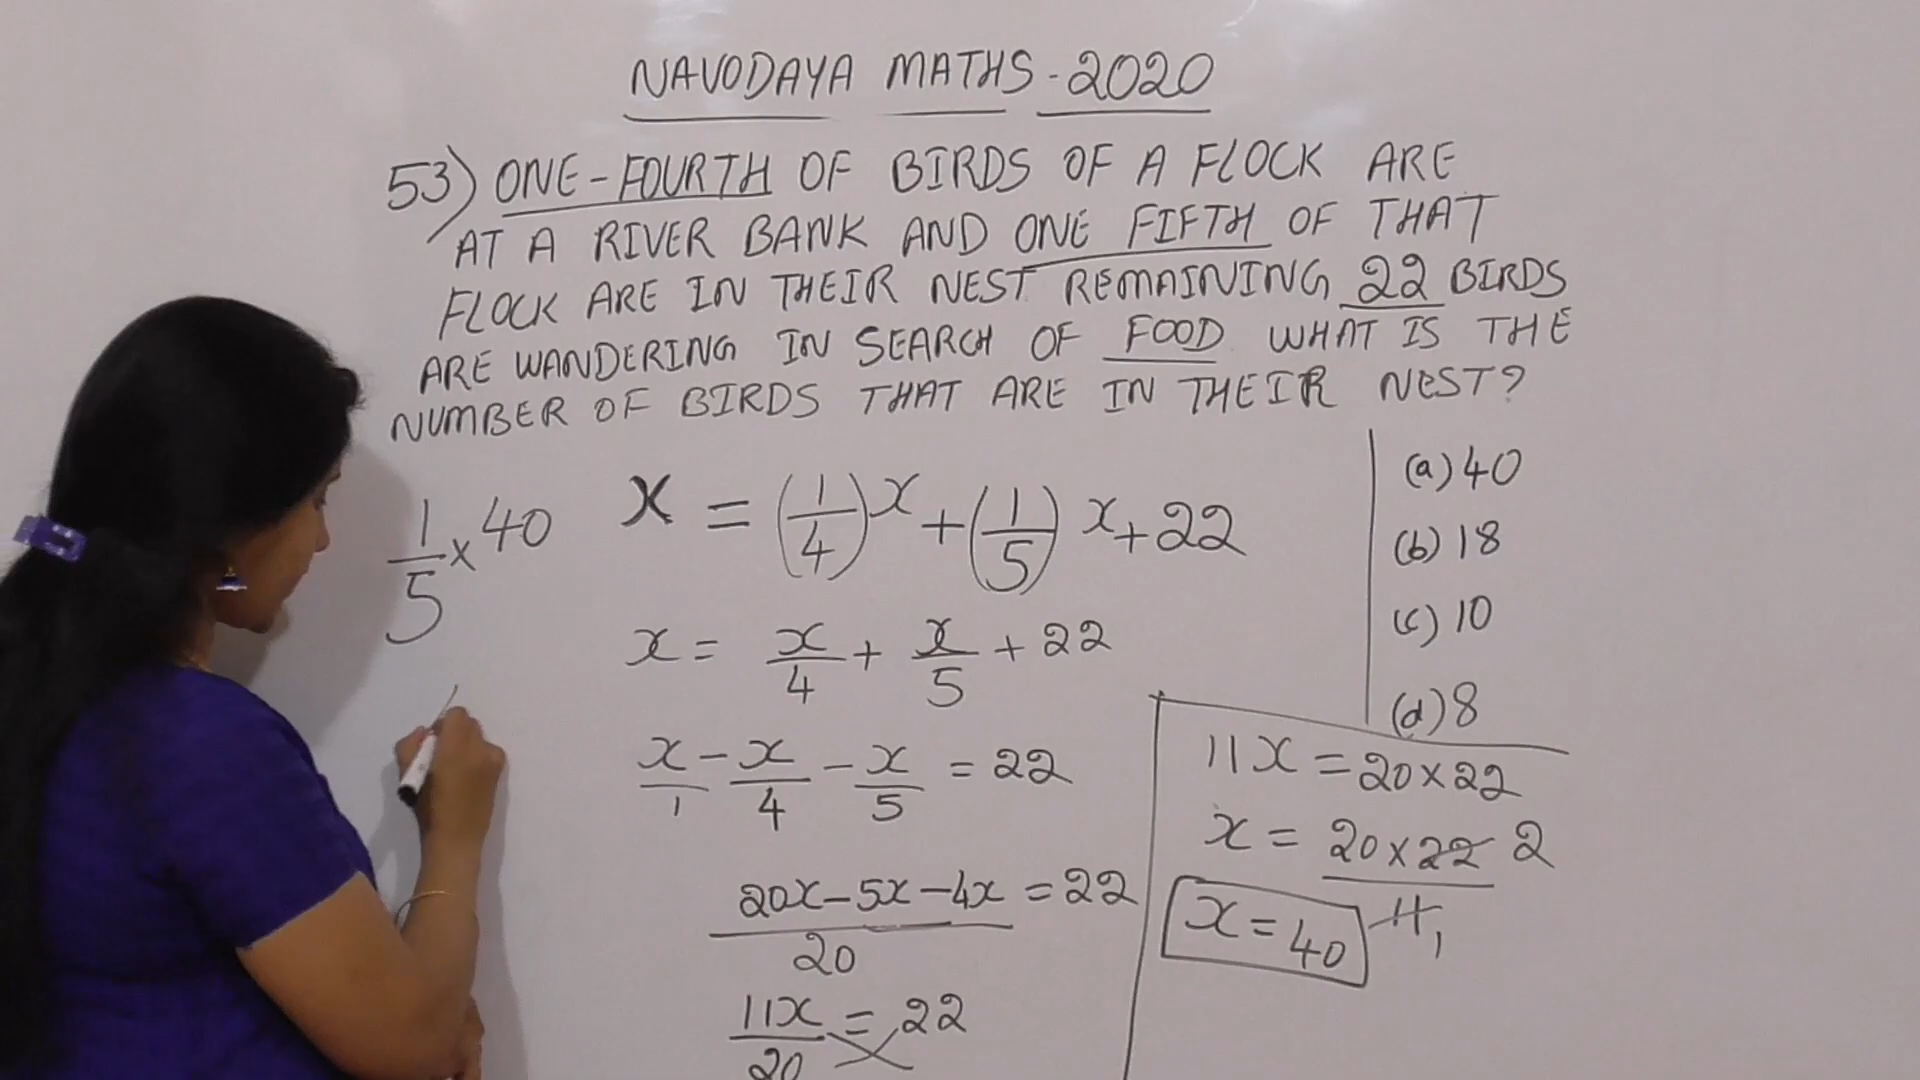 NAVODAYA MATHS - 2020
53) ONE-FOURTH OF BIRDS OF A FLOCK ARE
AT A RIVER BANK AND ONE FIFTH OF THAT
FLOCK ARE IN THEIR NEST REMAINING 22 BIRDS
ARE WANDERING IN SEARCH OF FOOD WHAT IS THE
NUMBER OF BIRDS THAT ARE IN THEIR NEST?
(a) 40
(b) 18
(c) 10
(d) 8
1/5 x 40
x = (1/4)x + (1/5)x + 22
x = x/4 + x/5 + 22
x/1 - x/4 - x/5 = 22
20x - 5x - 4x / 20 = 22
11x/20 = 22
11x = 20 x 22
x = 20 x 22 2 / 11 1
x = 40